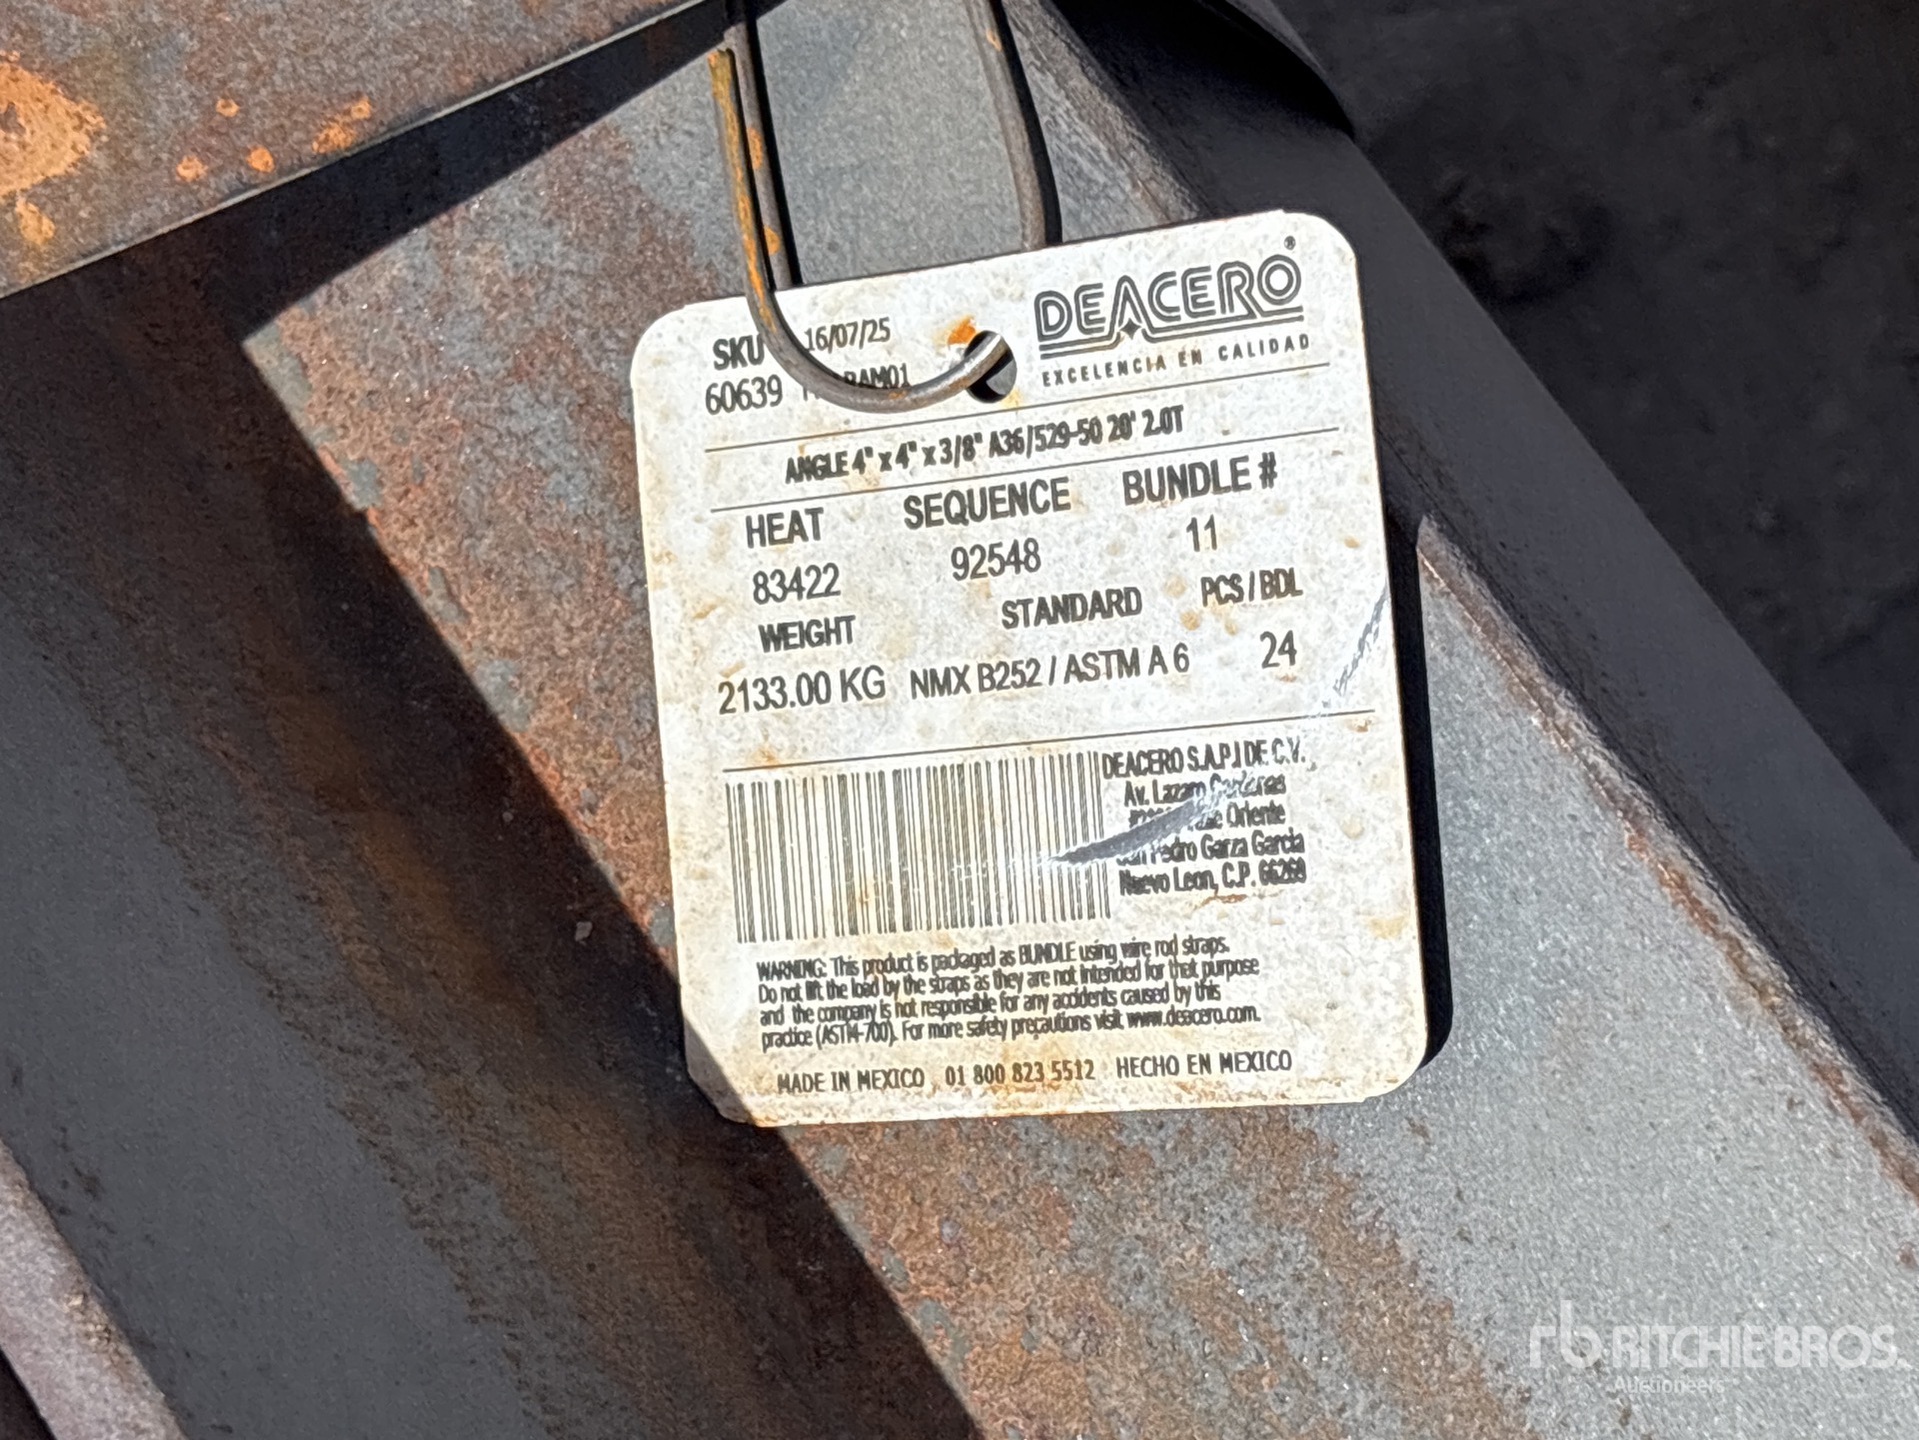 DEACERO®
EXCELENCIA EN CALIDAD
SKU 16/07/25
60639 RAM01
ANGLE 4" x 4" x 3/8" A36/529-50 20' 2.0T
HEAT SEQUENCE BUNDLE #
83422 92548 11
WEIGHT STANDARD PCS / BDL
2133.00 KG NMX B252 / ASTM A 6 24
DEACERO S.A.P.I DE C.V.
Av. Lazaro Cardenas
Oriente
San Pedro Garza Garcia
Nuevo Leon, C.P. 66269
WARNING: This product is packaged as BUNDLE using wire rod straps.
Do not lift the load by the straps as they are not intended for that purpose
and the company is not responsible for any accidents caused by this
practice (ASTM-700). For more safety precautions visit www.deacero.com.
MADE IN MEXICO 01 800 823 5512 HECHO EN MEXICO
rb RITCHIE BROS.
Auctioneers